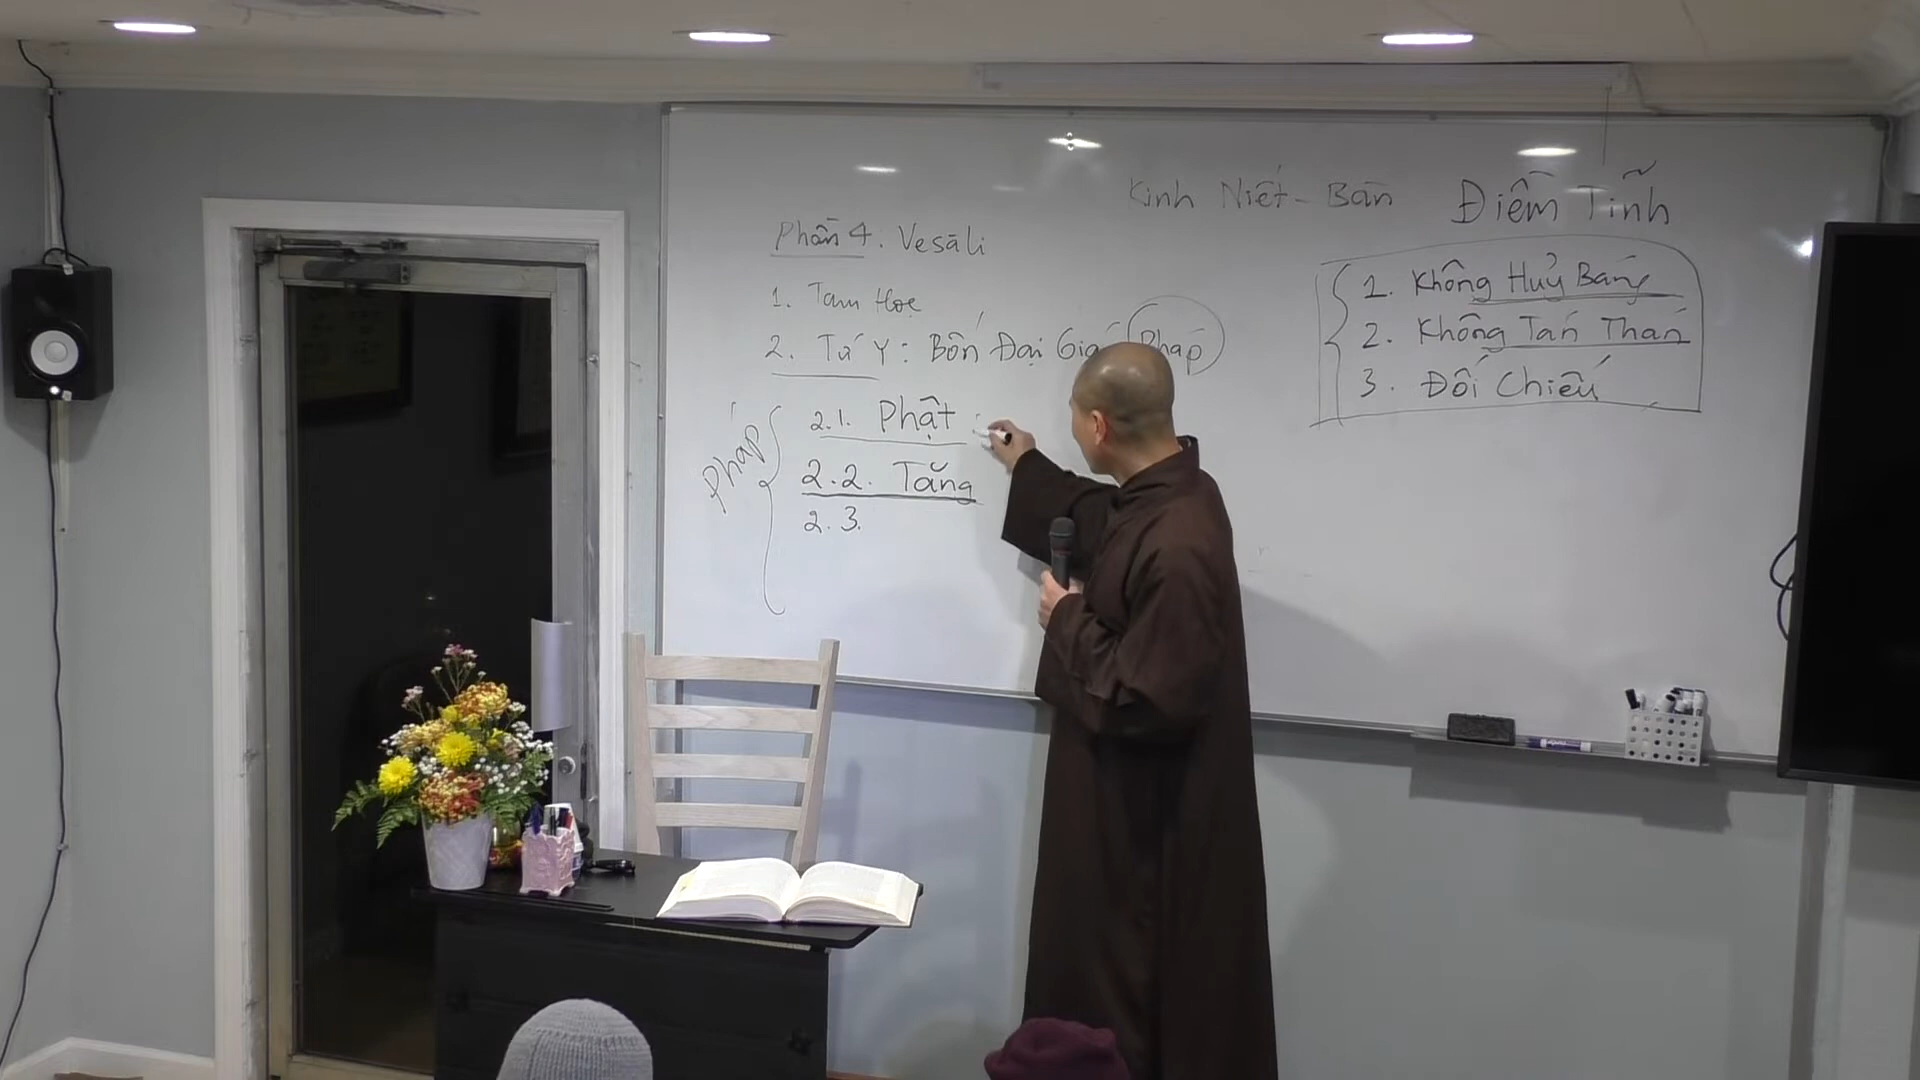 Kinh Niết-Bàn Điềm Tĩnh
Phần 4. Vesāli
1. Tam Học
2. Tứ Y: Bốn Đại Giáo Pháp
Pháp
2.1. Phật
2.2. Tăng
2.3.
1. Không Huỷ Báng
2. Không Tán Thán
3. Đối Chiếu